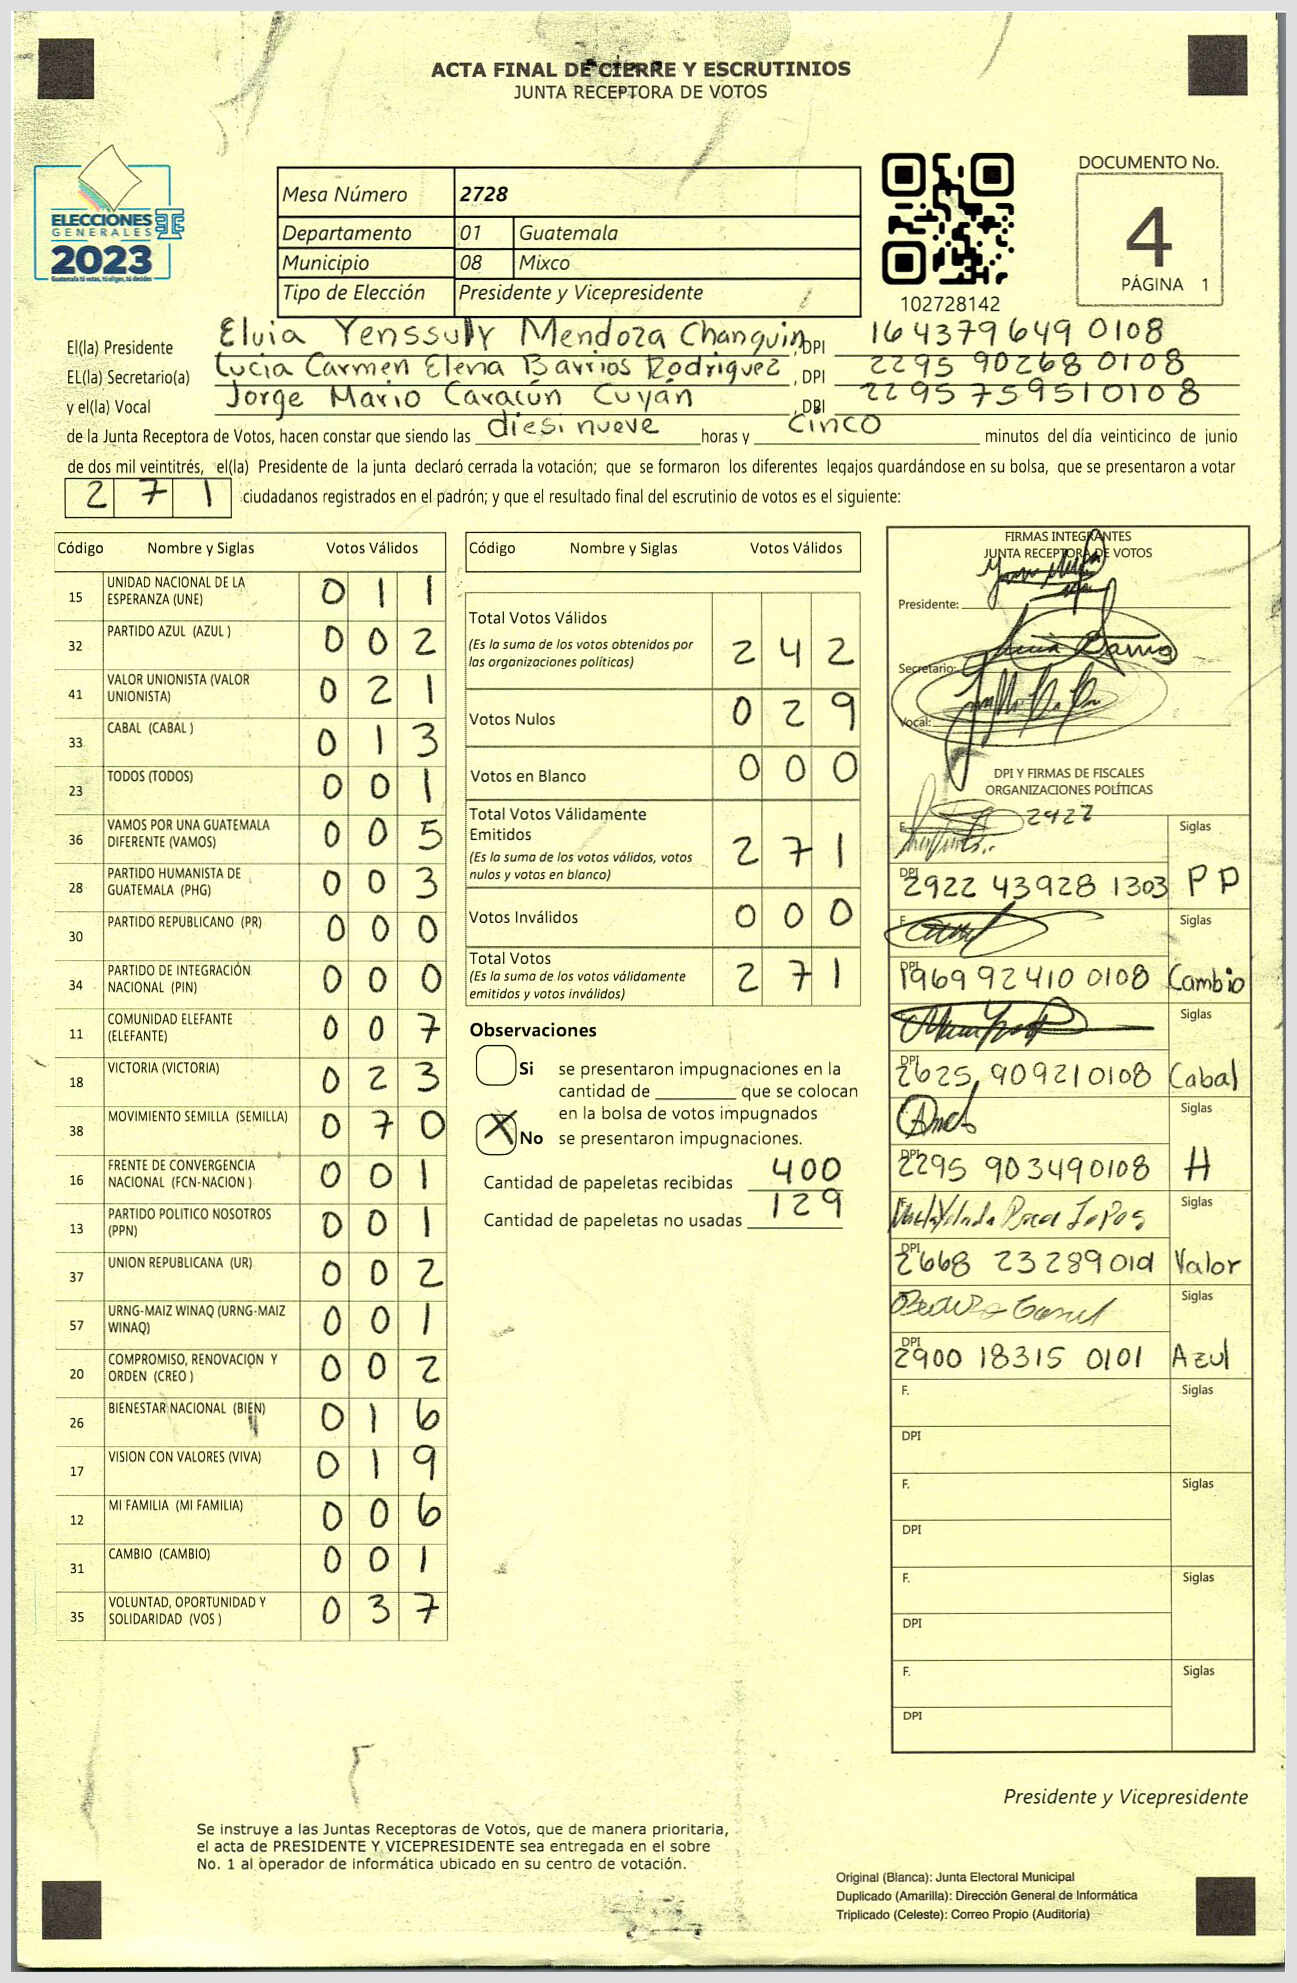 ACTA FINAL DE CIERRE Y ESCRUTINIOS
JUNTA RECEPTORA DE VOTOS
ELECCIONES
GENERALES
2023
Guatemala tú votas, tú eliges, tú decides
Mesa Número 2728
Departamento 01 Guatemala
Municipio 08 Mixco
Tipo de Elección Presidente y Vicepresidente
102728142
DOCUMENTO No.
4
PÁGINA 1
El(la) Presidente Elvia Yenssuly Mendoza Changuin, DPI 1643796490108
EL(la) Secretario(a) Lucia Carmen Elena Barrios Rodriguez, DPI 2295 90268 0108
y el(la) Vocal Jorge Mario Caracún Cuyán, DPI 2295759510108
de la Junta Receptora de Votos, hacen constar que siendo las diesi nueve horas y cinco minutos del día veinticinco de junio
de dos mil veintitrés, el(la) Presidente de la junta declaró cerrada la votación; que se formaron los diferentes legajos quardándose en su bolsa, que se presentaron a votar
271 ciudadanos registrados en el padrón; y que el resultado final del escrutinio de votos es el siguiente:
Código Nombre y Siglas Votos Válidos
15 UNIDAD NACIONAL DE LA ESPERANZA (UNE) 0 1 1
32 PARTIDO AZUL (AZUL ) 0 0 2
41 VALOR UNIONISTA (VALOR UNIONISTA) 0 2 1
33 CABAL (CABAL ) 0 1 3
23 TODOS (TODOS) 0 0 1
36 VAMOS POR UNA GUATEMALA DIFERENTE (VAMOS) 0 0 5
28 PARTIDO HUMANISTA DE GUATEMALA (PHG) 0 0 3
30 PARTIDO REPUBLICANO (PR) 0 0 0
34 PARTIDO DE INTEGRACIÓN NACIONAL (PIN) 0 0 0
11 COMUNIDAD ELEFANTE (ELEFANTE) 0 0 7
18 VICTORIA (VICTORIA) 0 2 3
38 MOVIMIENTO SEMILLA (SEMILLA) 0 7 0
16 FRENTE DE CONVERGENCIA NACIONAL (FCN-NACION ) 0 0 1
13 PARTIDO POLITICO NOSOTROS (PPN) 0 0 1
37 UNION REPUBLICANA (UR) 0 0 2
57 URNG-MAIZ WINAQ (URNG-MAIZ WINAQ) 0 0 1
20 COMPROMISO, RENOVACION Y ORDEN (CREO ) 0 0 2
26 BIENESTAR NACIONAL (BIEN) 0 1 6
17 VISION CON VALORES (VIVA) 0 1 9
12 MI FAMILIA (MI FAMILIA) 0 0 6
31 CAMBIO (CAMBIO) 0 0 1
35 VOLUNTAD, OPORTUNIDAD Y SOLIDARIDAD (VOS ) 0 3 7
Código Nombre y Siglas Votos Válidos
Total Votos Válidos 2 4 2
(Es la suma de los votos obtenidos por
las organizaciones políticas)
Votos Nulos 0 2 9
Votos en Blanco 0 0 0
Total Votos Válidamente
Emitidos 2 7 1
(Es la suma de los votos válidos, votos
nulos y votos en blanco)
Votos Inválidos 0 0 0
Total Votos 2 7 1
(Es la suma de los votos válidamente
emitidos y votos inválidos)
Observaciones
Si se presentaron impugnaciones en la
cantidad de ________ que se colocan
en la bolsa de votos impugnados
X No se presentaron impugnaciones.
Cantidad de papeletas recibidas 400
Cantidad de papeletas no usadas 129
FIRMAS INTEGRANTES
JUNTA RECEPTORA DE VOTOS
Presidente:
Secretario:
Vocal:
DPI Y FIRMAS DE FISCALES
ORGANIZACIONES POLÍTICAS
F. 2922 Siglas
DPI 2922 43928 1303 PP
F. Siglas
DPI 1969 92410 0108 Cambio
Siglas
DPI 2625 909210108 Cabal
Siglas
DPI 2295 903490108 H
F. Siglas
DPI 2668 23289 0101 Valor
Siglas
DPI 2900 18315 0101 Azul
F. Siglas
DPI
F. Siglas
DPI
F. Siglas
DPI
F. Siglas
DPI
Presidente y Vicepresidente
Se instruye a las Juntas Receptoras de Votos, que de manera prioritaria,
el acta de PRESIDENTE Y VICEPRESIDENTE sea entregada en el sobre
No. 1 al operador de informática ubicado en su centro de votación.
Original (Blanca): Junta Electoral Municipal
Duplicado (Amarilla): Dirección General de Informática
Triplicado (Celeste): Correo Propio (Auditoría)